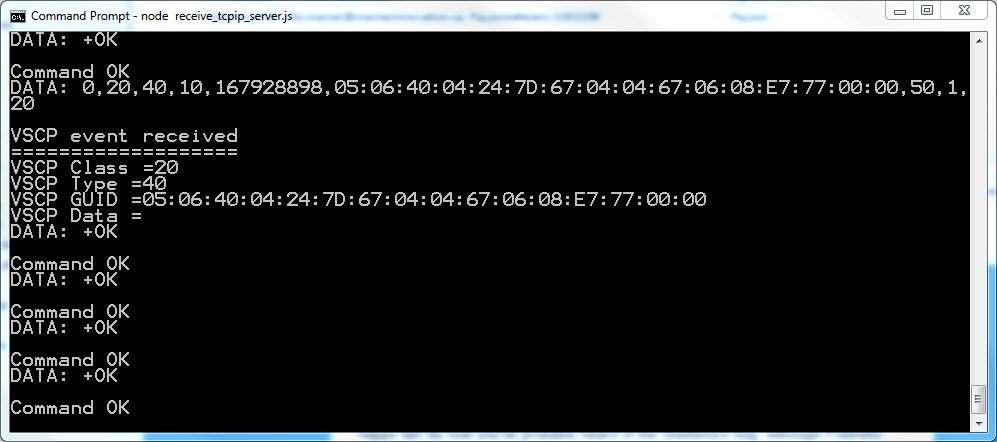 Command Prompt - node receive_tcpip_server.js
DATA: +OK
Command OK
DATA: 0,20,40,10,167928898,05:06:40:04:24:7D:67:04:04:67:06:08:E7:77:00:00,50,1,
20
VSCP event received
===================
VSCP Class =20
VSCP Type =40
VSCP GUID =05:06:40:04:24:7D:67:04:04:67:06:08:E7:77:00:00
VSCP Data =
DATA: +OK
Command OK
DATA: +OK
Command OK
DATA: +OK
Command OK
DATA: +OK
Command OK